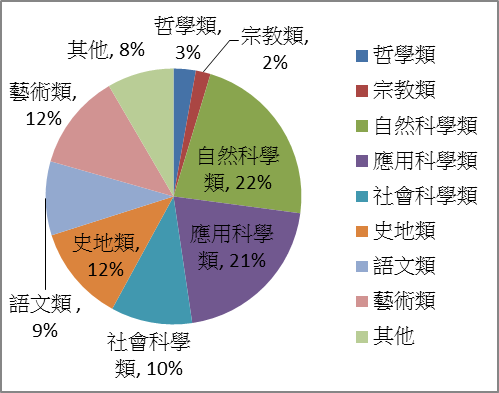 哲學類,
3%
宗教類,
2%
自然科學
類, 22%
應用科學
類, 21%
社會科學
類, 10%
史地類,
12%
語文類 ,
9%
藝術類,
12%
其他, 8%
哲學類
宗教類
自然科學類
應用科學類
社會科學類
史地類
語文類
藝術類
其他